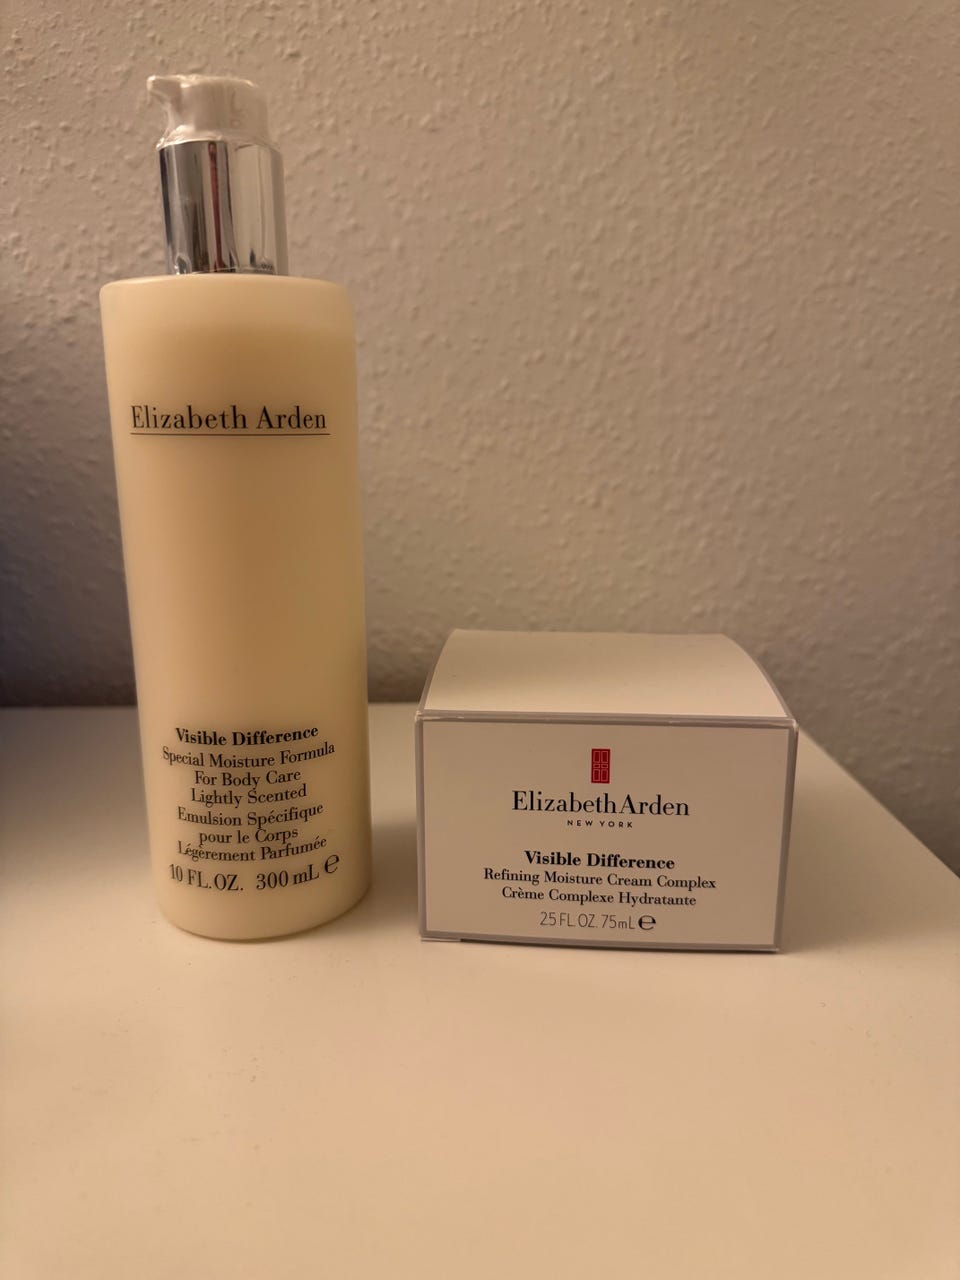 Elizabeth Arden
Visible Difference
Special Moisture Formula
For Body Care
Lightly Scented
Emulsion Spécifique
pour le Corps
Légèrement Parfumée
10 FL.OZ. 300 mL ℮
ElizabethArden
NEW YORK
Visible Difference
Refining Moisture Cream Complex
Crème Complexe Hydratante
2.5 FL. OZ. 75mL ℮